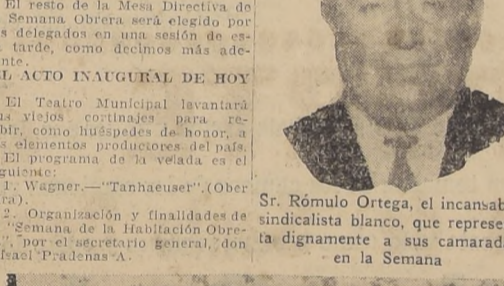 El resto de la Mesa Directiva de
Semana Obrera será elegido por
s delegados en una sesión de es-
tarde, como decimos más ade-
nte.
EL ACTO INAUGURAL DE HOY
El Teatro Municipal levantará
us viejos cortinajes para re-
bir, como huéspedes de honor, a
s elementos productores del país.
El programa de la velada es el
guiente:
1. Wagner.—"Tanhaeuser".(Ober
ra).
2. Organización y finalidades de
"Semana de la Habitación Obre-
", por el secretario general, don
Pradenas A.
Sr. Rómulo Ortega, el incansab
sindicalista blanco, que represe
ta dignamente a sus camarad
en la Semana